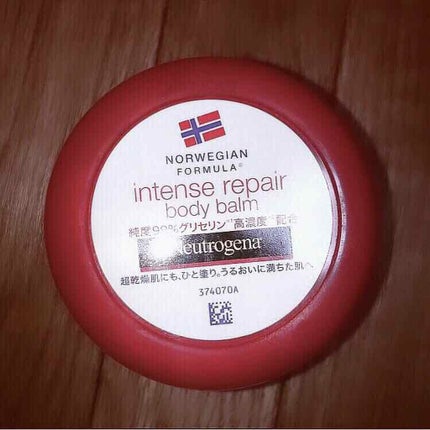 NORWEGIAN
FORMULA®
intense repair
body balm
純度99%グリセリン*¹高濃度*²配合
Neutrogena
超乾燥肌にも、ひと塗り。うるおいに満ちた肌へ
374070A